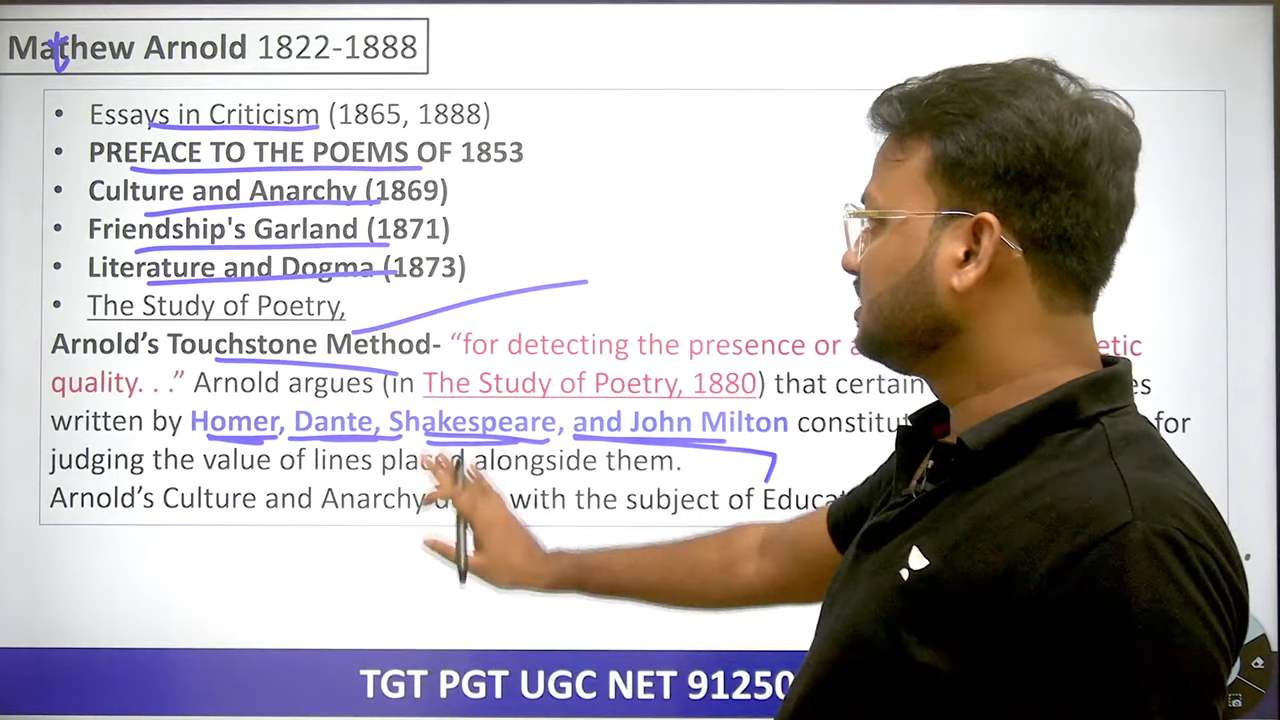 Mathew Arnold 1822-1888
t
• Essays in Criticism (1865, 1888)
• PREFACE TO THE POEMS OF 1853
• Culture and Anarchy (1869)
• Friendship's Garland (1871)
• Literature and Dogma (1873)
• The Study of Poetry,
Arnold’s Touchstone Method- “for detecting the presence or
quality. . .” Arnold argues (in The Study of Poetry, 1880) that certain
written by Homer, Dante, Shakespeare, and John Milton for
judging the value of lines placed alongside them.
Arnold’s Culture and Anarchy with the subject of
TGT PGT UGC NET 91250